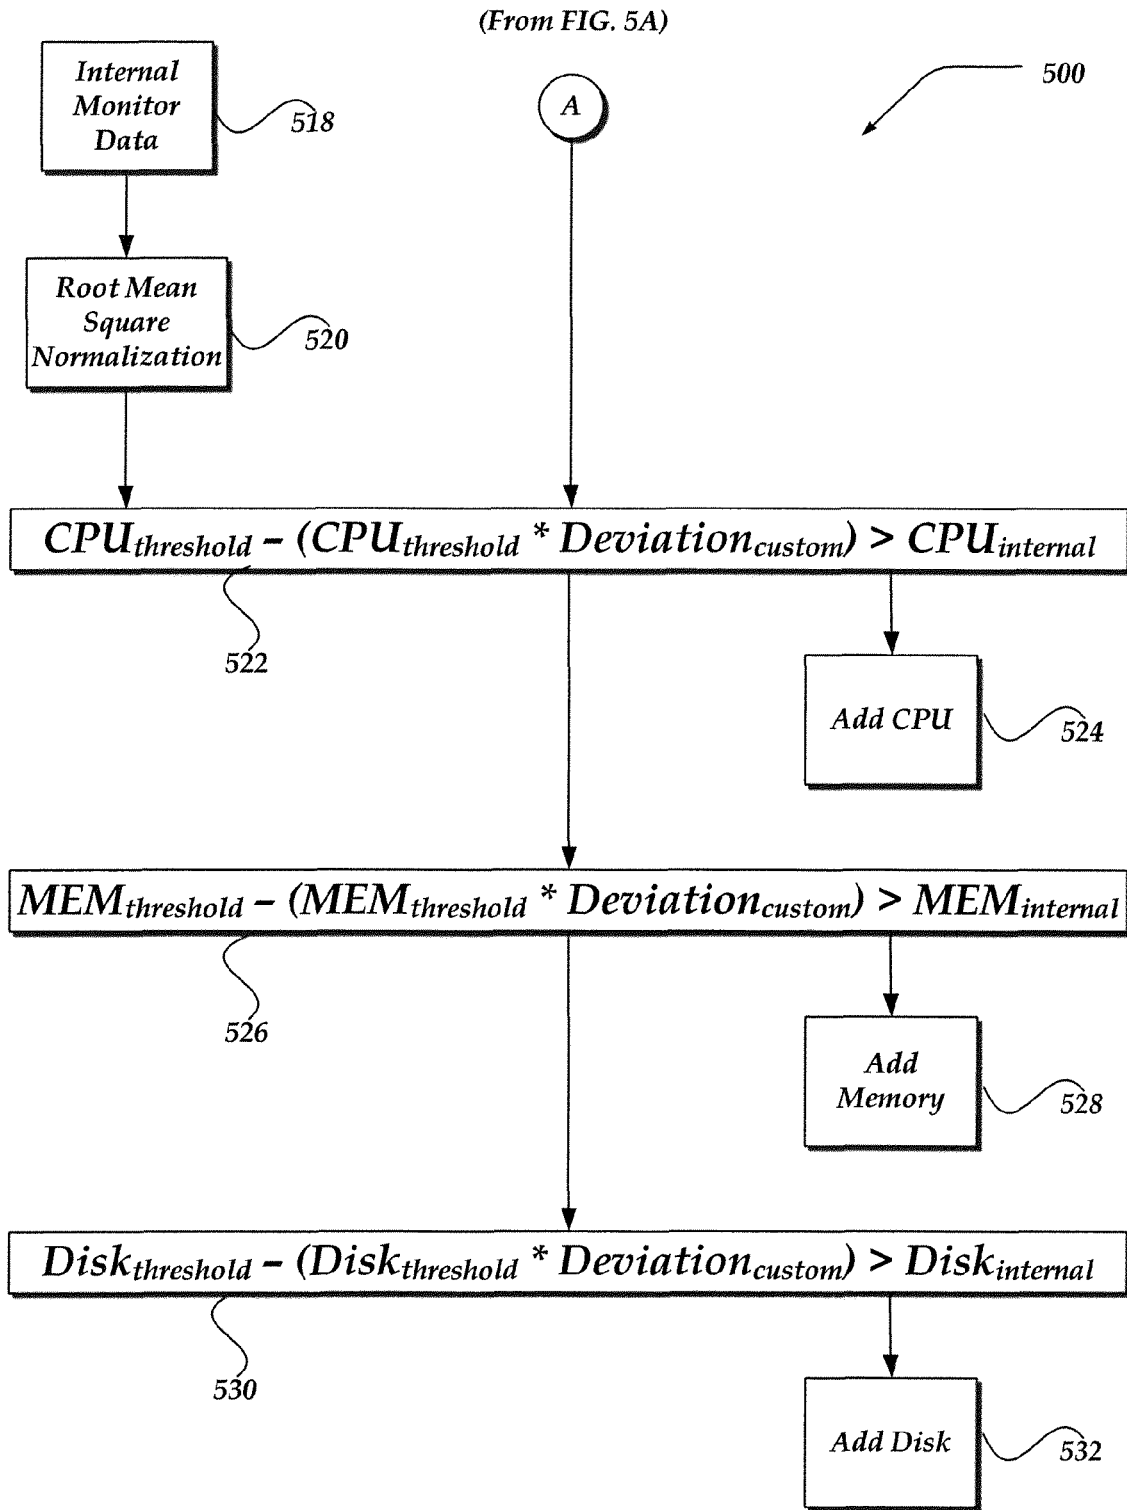 (From FIG. 5A)
Internal
Monitor
Data
518
A
500
Root Mean
Square
Normalization
520
CPUthreshold – (CPUthreshold * Deviationcustom) > CPUinternal
522
Add CPU
524
MEMthreshold – (MEMthreshold * Deviationcustom) > MEMinternal
526
Add
Memory
528
Diskthreshold – (Diskthreshold * Deviationcustom) > Diskinternal
530
Add Disk
532